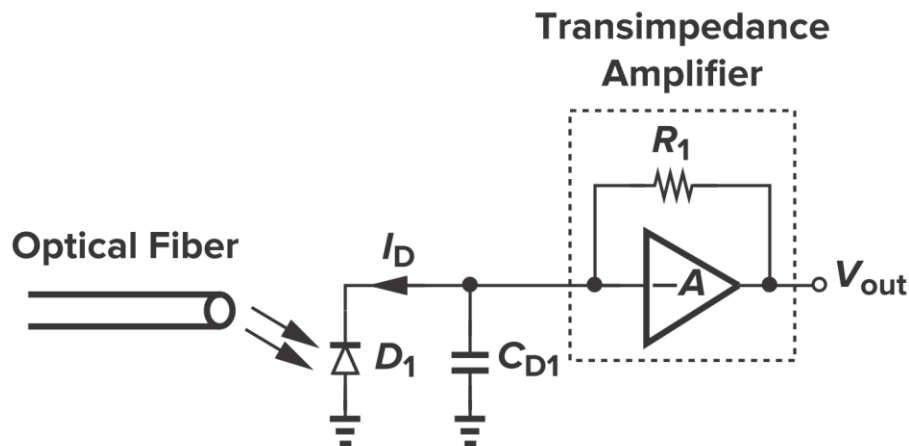 Transimpedance
Amplifier
R1
Optical Fiber
ID
−A
Vout
D1
CD1